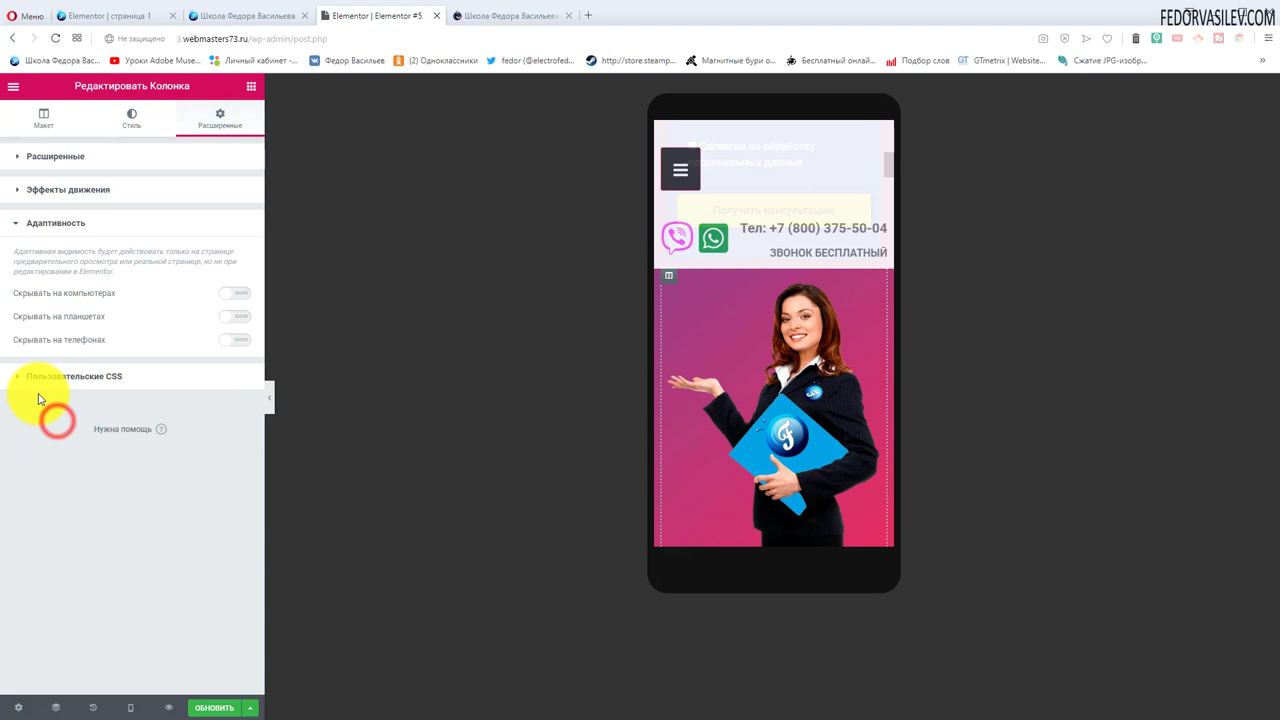 FEDORVASILEV.COM
Меню
Elementor | страница 1
Школа Федора Васильева
Elementor | Elementor #5
Школа Федора Васильева
Не защищено
3.webmasters73.ru/wp-admin/post.php
Школа Федора Вас...
Уроки Adobe Muse...
Личный кабинет -...
Федор Васильев
(2) Одноклассники
fedor (@electrofed...
http://store.steamp...
Магнитные бури о...
Бесплатный онлай...
Подбор слов
GTmetrix | Website...
Сжатие JPG-изобр...
Редактировать Колонка
Макет
Стиль
Расширенные
Расширенные
Эффекты движения
Адаптивность
Адаптивная видимость будет действовать только на странице
предварительного просмотра или реальной странице, но не при
редактировании в Elementor.
Скрывать на компьютерах
Скрывать на планшетах
Скрывать на телефонах
Пользовательские CSS
Нужна помощь
ОБНОВИТЬ
Согласие на обработку
персональных данных
Получить консультацию
Тел: +7 (800) 375-50-04
ЗВОНОК БЕСПЛАТНЫЙ